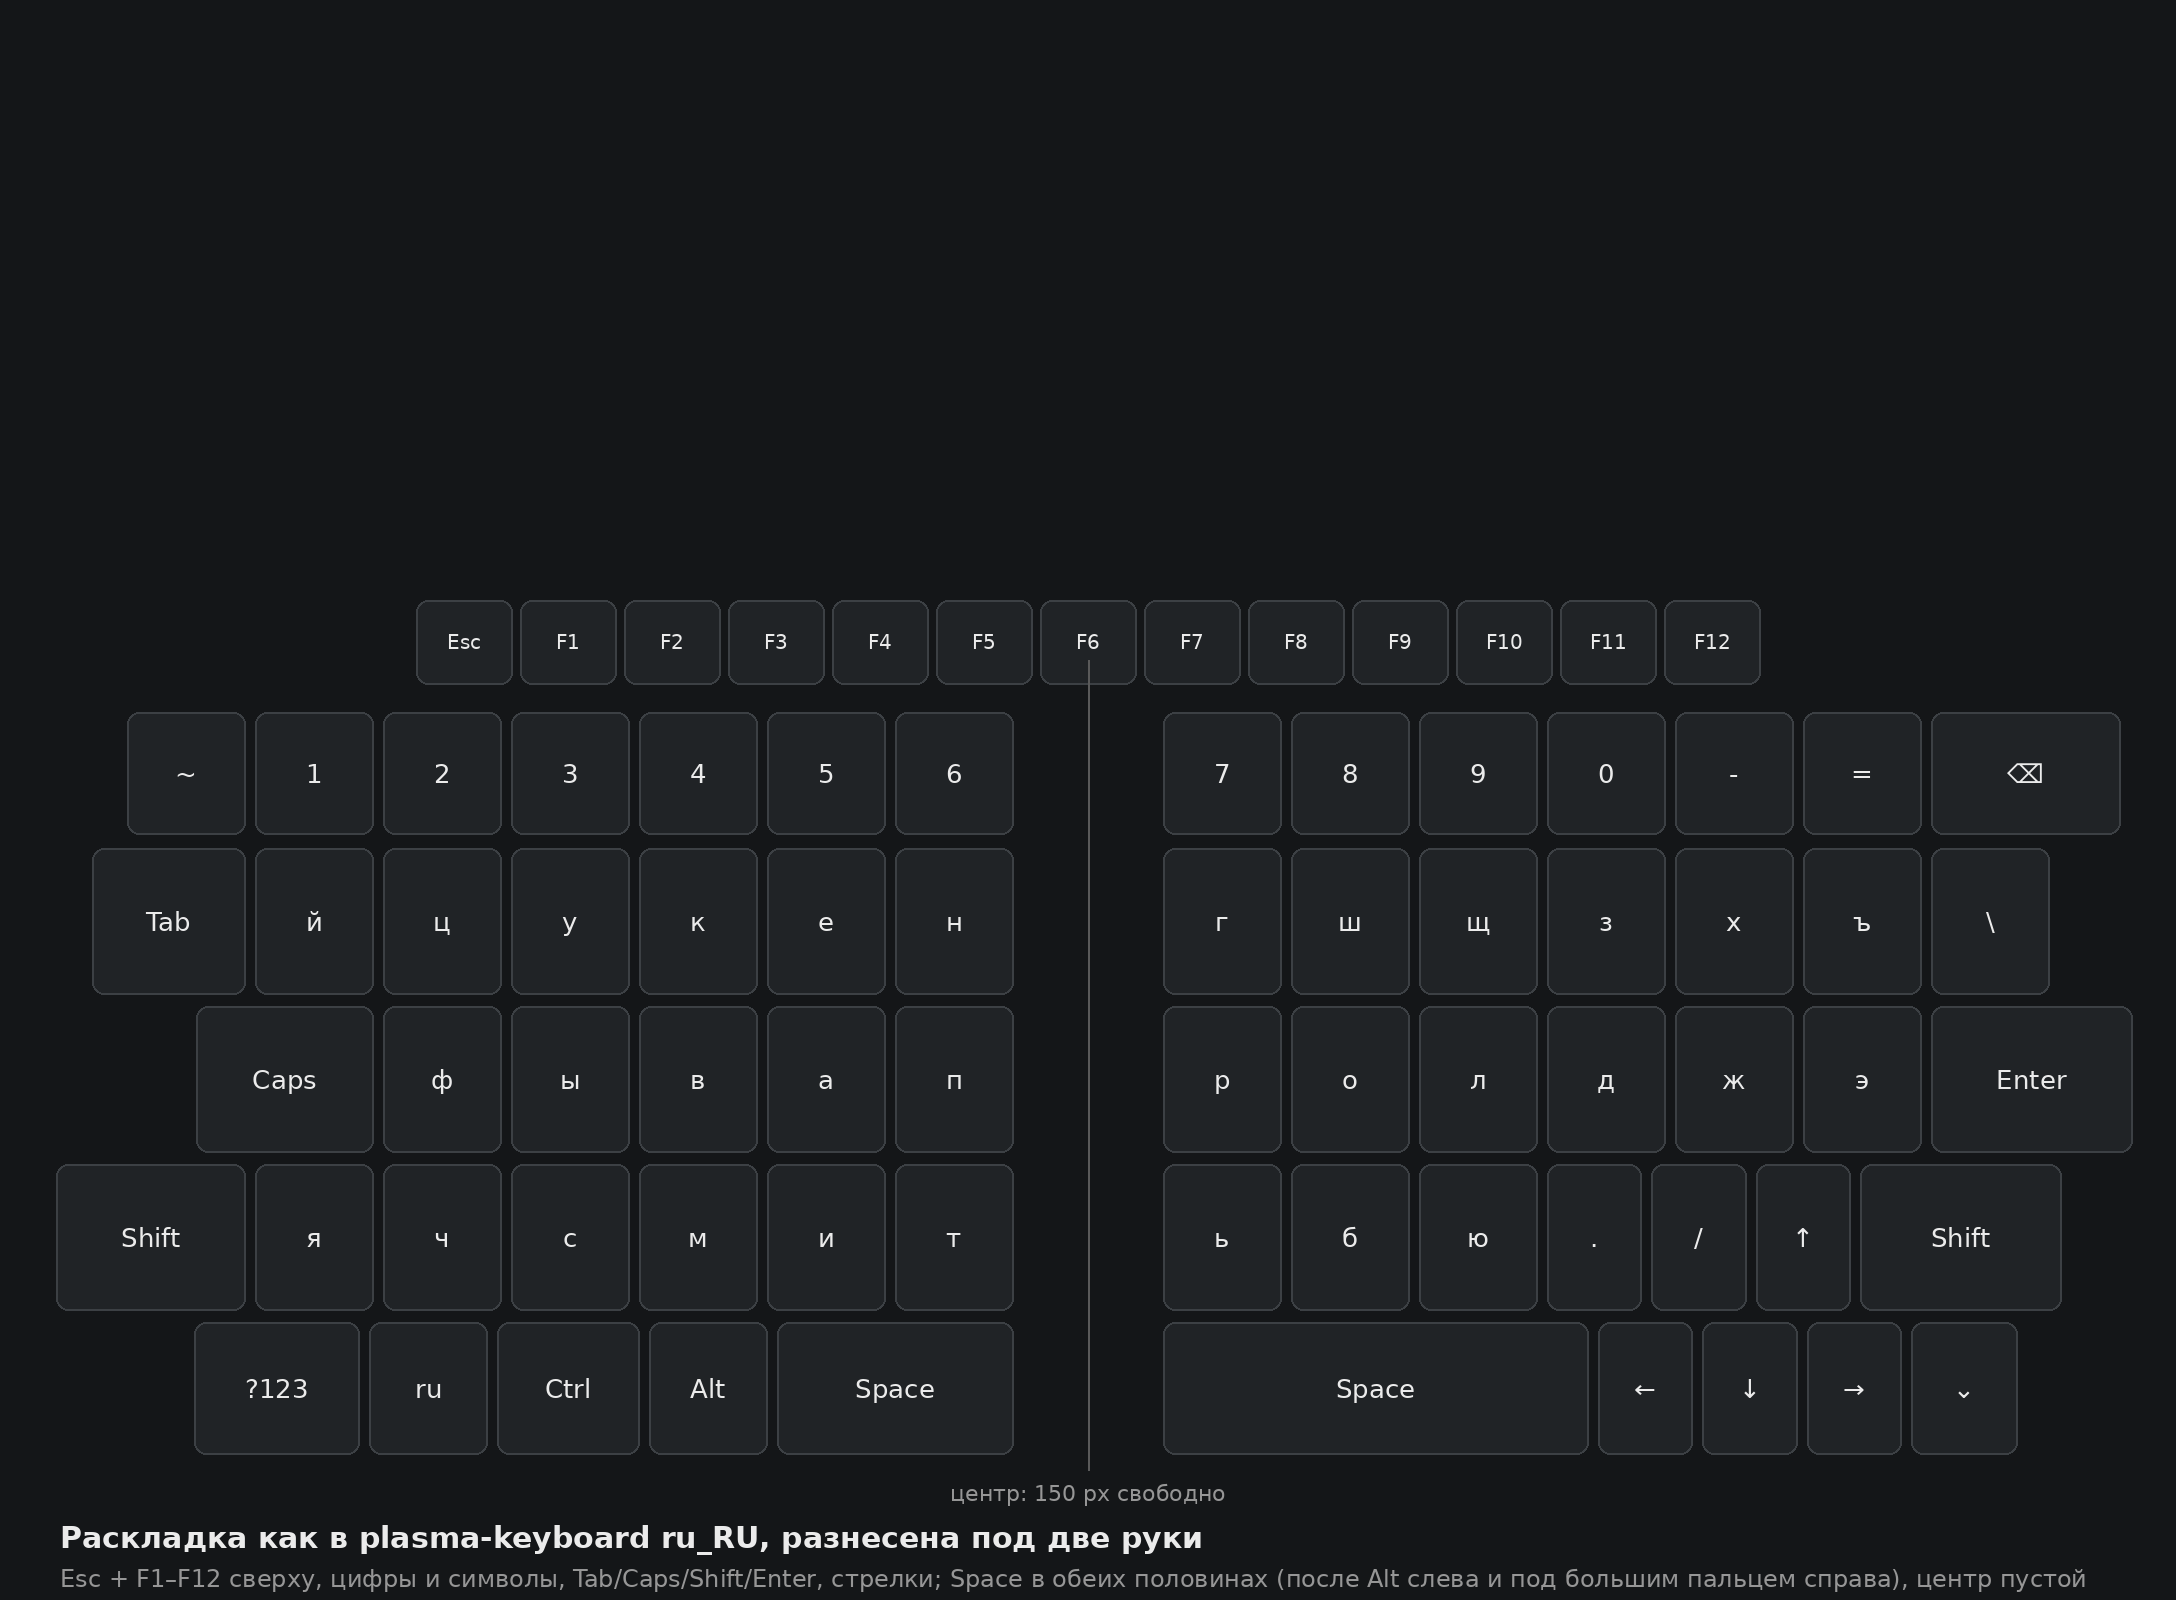 Esc F1 F2 F3 F4 F5 F6 F7 F8 F9 F10 F11 F12
~ 1 2 3 4 5 6 7 8 9 0 - = ⌫
Tab й ц у к е н г ш щ з х ъ \
Caps ф ы в а п р о л д ж э Enter
Shift я ч с м и т ь б ю . / ↑ Shift
?123 ru Ctrl Alt Space Space ← ↓ → ⌄
центр: 150 px свободно
Раскладка как в plasma-keyboard ru_RU, разнесена под две руки
Esc + F1–F12 сверху, цифры и символы, Tab/Caps/Shift/Enter, стрелки; Space в обеих половинах (после Alt слева и под большим пальцем справа), центр пустой